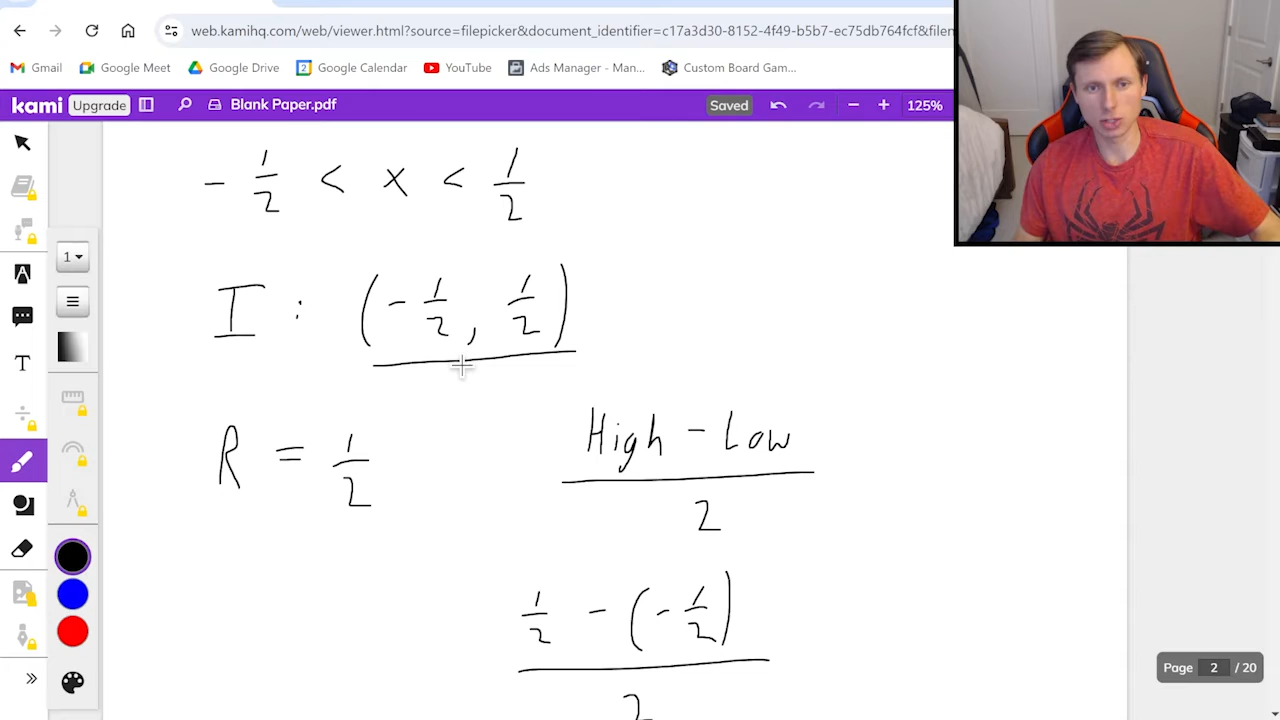 web.kamihq.com/web/viewer.html?source=filepicker&document_identifier=c17a3d30-8152-4f49-b5b7-ec75db764fcf&filen
Gmail Google Meet Google Drive Google Calendar YouTube Ads Manager - Man... Custom Board Gam...
kami Upgrade Blank Paper.pdf Saved 125%
-1/2 < x < 1/2
1
I : (-1/2, 1/2)
R = 1/2
High - Low
2
1/2 - (-1/2)
2
Page 2 / 20